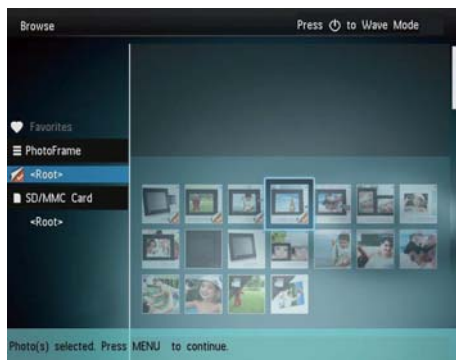 Browse
Press to Wave Mode
Favorites
PhotoFrame
<Root>
SD/MMC Card
<Root>
Photo(s) selected. Press MENU to continue.